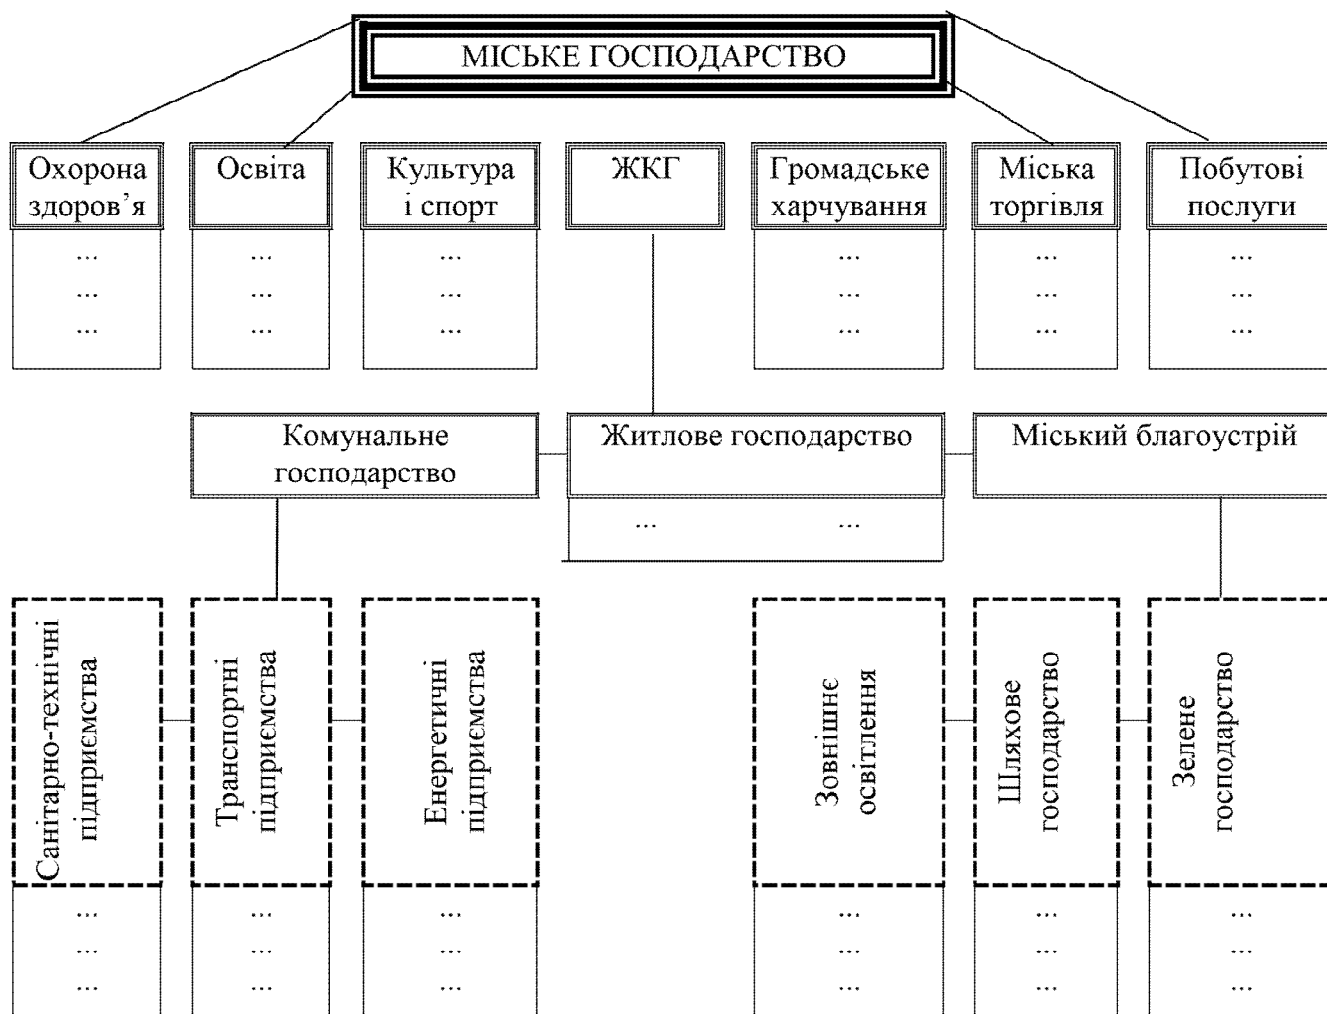 МІСЬКЕ ГОСПОДАРСТВО
Охорона
здоров’я
Освіта
Культура
і спорт
ЖКГ
Громадське
харчування
Міська
торгівля
Побутові
послуги
... ... ... ... ... ...
... ... ... ... ... ...
... ... ... ... ... ...
Комунальне
господарство
Житлове господарство
Міський благоустрій
... ...
Санітарно-технічні
підприємства
Транспортні
підприємства
Енергетичні
підприємства
Зовнішнє
освітлення
Шляхове
господарство
Зелене
господарство
... ... ... ... ... ...
... ... ... ... ... ...
... ... ... ... ... ...